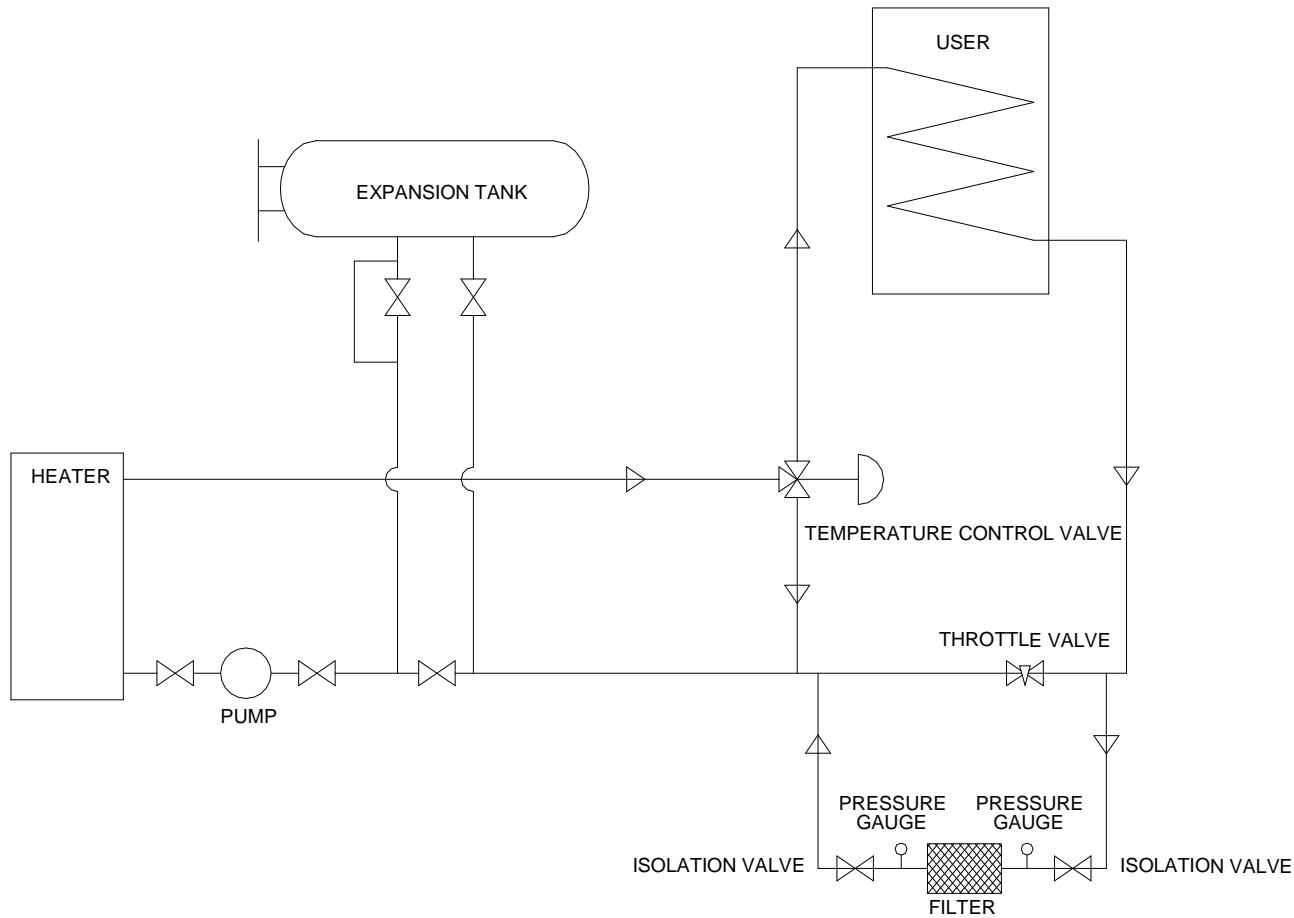 USER
EXPANSION TANK
HEATER
TEMPERATURE CONTROL VALVE
THROTTLE VALVE
PUMP
PRESSURE
GAUGE
PRESSURE
GAUGE
ISOLATION VALVE
ISOLATION VALVE
FILTER